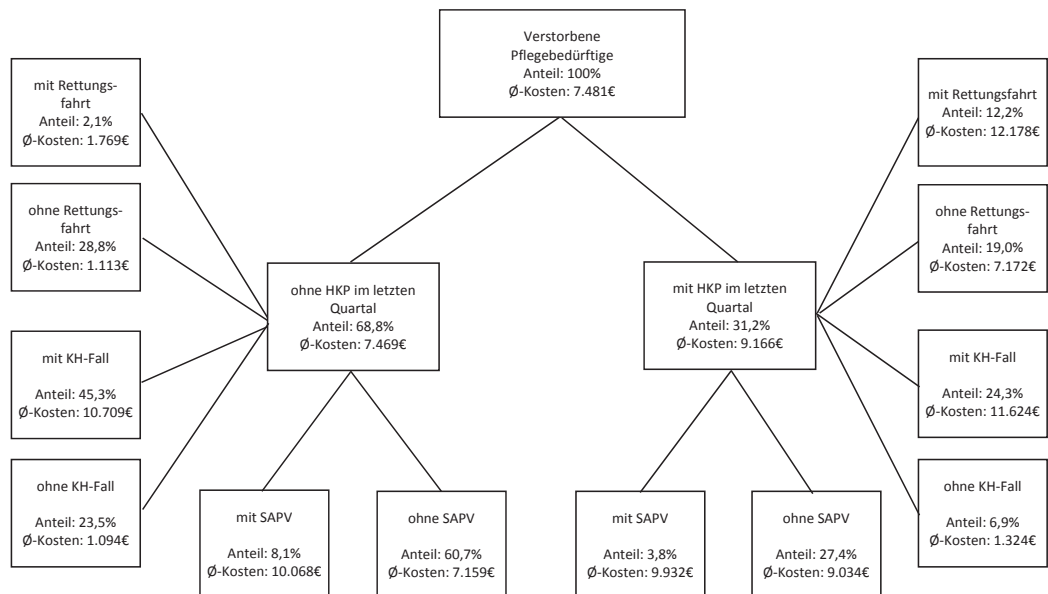 Verstorbene
Pflegebedürftige
Anteil: 100%
Ø-Kosten: 7.481€
mit Rettungs-
fahrt
Anteil: 2,1%
Ø-Kosten: 1.769€
ohne Rettungs-
fahrt
Anteil: 28,8%
Ø-Kosten: 1.113€
mit KH-Fall
Anteil: 45,3%
Ø-Kosten: 10.709€
ohne KH-Fall
Anteil: 23,5%
Ø-Kosten: 1.094€
ohne HKP im letzten
Quartal
Anteil: 68,8%
Ø-Kosten: 7.469€
mit SAPV
Anteil: 8,1%
Ø-Kosten: 10.068€
ohne SAPV
Anteil: 60,7%
Ø-Kosten: 7.159€
mit HKP im letzten
Quartal
Anteil: 31,2%
Ø-Kosten: 9.166€
mit SAPV
Anteil: 3,8%
Ø-Kosten: 9.932€
ohne SAPV
Anteil: 27,4%
Ø-Kosten: 9.034€
mit Rettungsfahrt
Anteil: 12,2%
Ø-Kosten: 12.178€
ohne Rettungs-
fahrt
Anteil: 19,0%
Ø-Kosten: 7.172€
mit KH-Fall
Anteil: 24,3%
Ø-Kosten: 11.624€
ohne KH-Fall
Anteil: 6,9%
Ø-Kosten: 1.324€